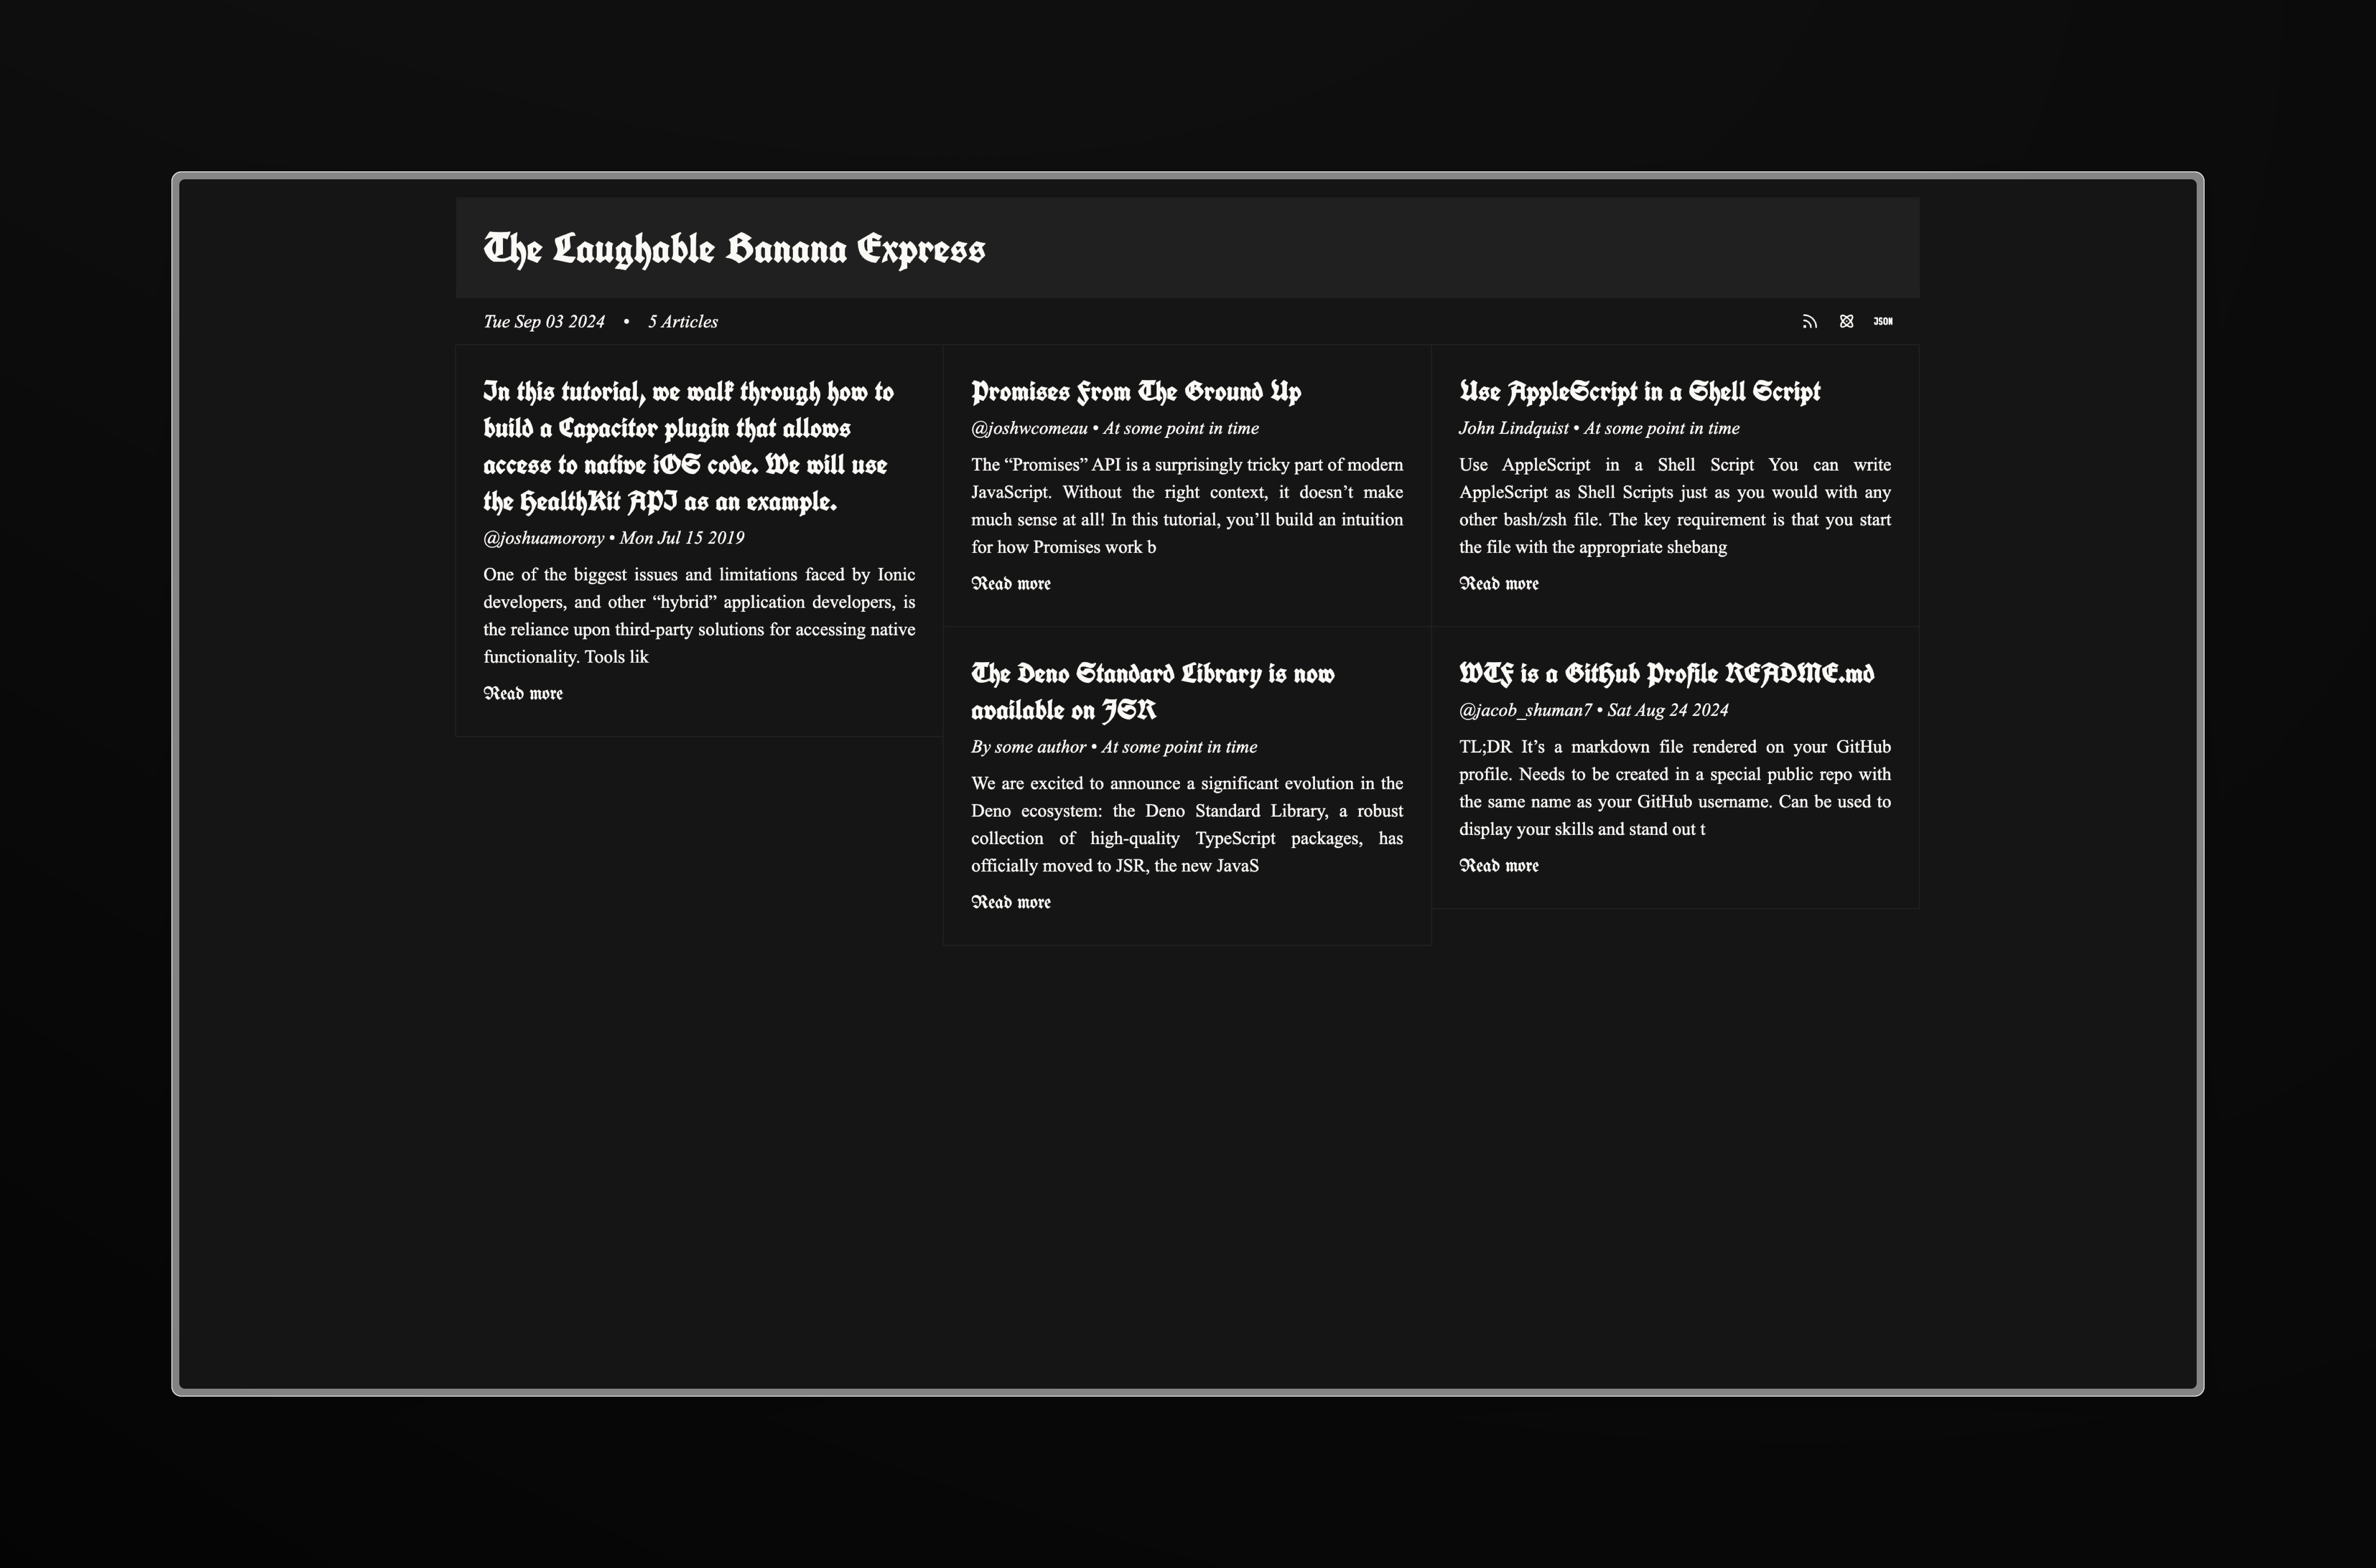 The Laughable Banana Express
Tue Sep 03 2024 • 5 Articles
JSON
In this tutorial, we walk through how to
build a Capacitor plugin that allows
access to native iOS code. We will use
the HealthKit API as an example.
@joshuamorony • Mon Jul 15 2019
One of the biggest issues and limitations faced by Ionic
developers, and other “hybrid” application developers, is
the reliance upon third-party solutions for accessing native
functionality. Tools lik
Read more
Promises From The Ground Up
@joshwcomeau • At some point in time
The “Promises” API is a surprisingly tricky part of modern
JavaScript. Without the right context, it doesn’t make
much sense at all! In this tutorial, you’ll build an intuition
for how Promises work b
Read more
The Deno Standard Library is now
available on JSR
By some author • At some point in time
We are excited to announce a significant evolution in the
Deno ecosystem: the Deno Standard Library, a robust
collection of high-quality TypeScript packages, has
officially moved to JSR, the new JavaS
Read more
Use AppleScript in a Shell Script
John Lindquist • At some point in time
Use AppleScript in a Shell Script You can write
AppleScript as Shell Scripts just as you would with any
other bash/zsh file. The key requirement is that you start
the file with the appropriate shebang
Read more
WTF is a GitHub Profile README.md
@jacob_shuman7 • Sat Aug 24 2024
TL;DR It’s a markdown file rendered on your GitHub
profile. Needs to be created in a special public repo with
the same name as your GitHub username. Can be used to
display your skills and stand out t
Read more